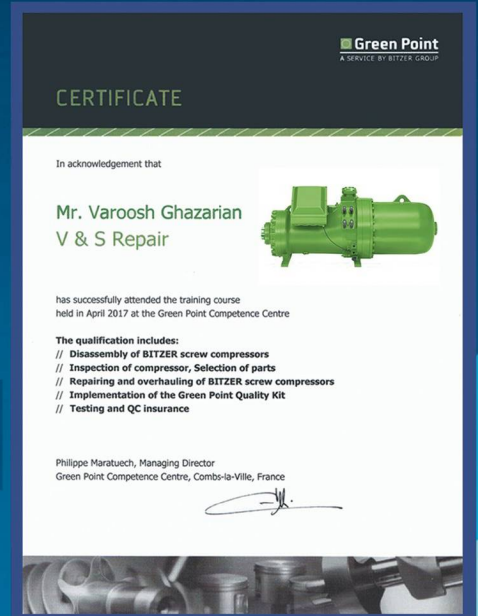 Green Point
A SERVICE BY BITZER GROUP
CERTIFICATE
In acknowledgement that
Mr. Varoosh Ghazarian
V & S Repair
has successfully attended the training course
held in April 2017 at the Green Point Competence Centre
The qualification includes:
// Disassembly of BITZER screw compressors
// Inspection of compressor, Selection of parts
// Repairing and overhauling of BITZER screw compressors
// Implementation of the Green Point Quality Kit
// Testing and QC insurance
Philippe Maratuech, Managing Director
Green Point Competence Centre, Combs-la-Ville, France